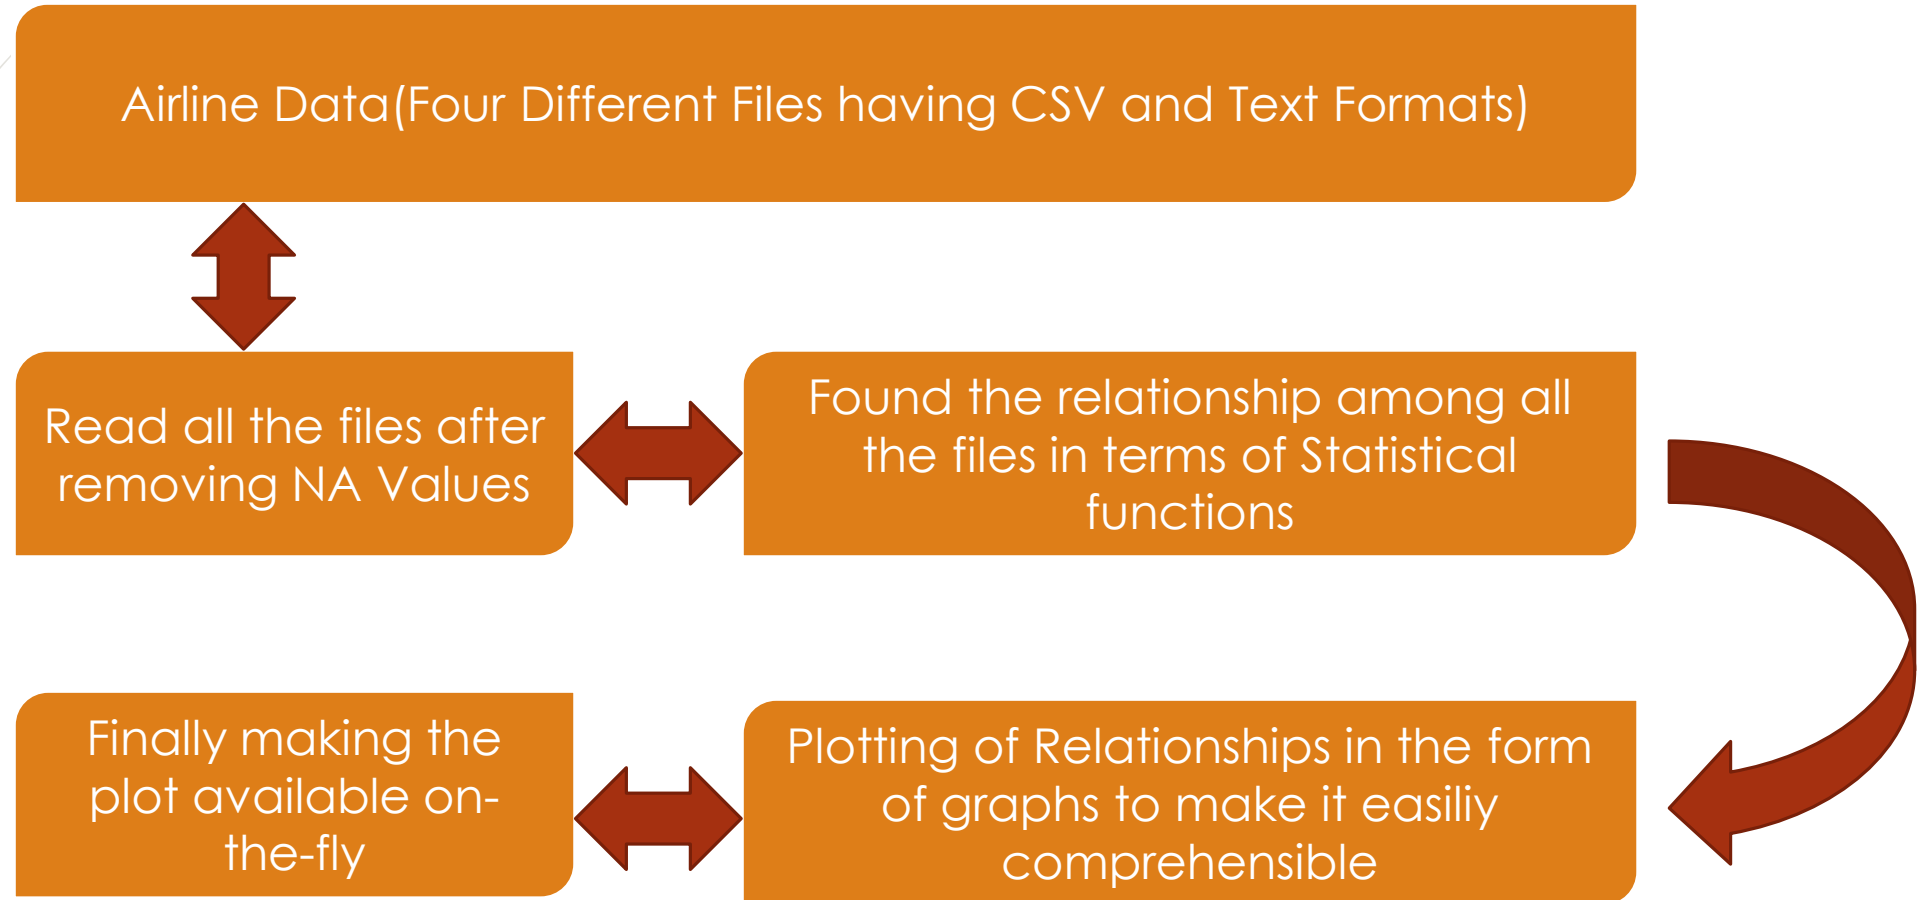 Airline Data(Four Different Files having CSV and Text Formats)
Read all the files after
removing NA Values
Found the relationship among all
the files in terms of Statistical
functions
Finally making the
plot available on-
the-fly
Plotting of Relationships in the form
of graphs to make it easiliy
comprehensible